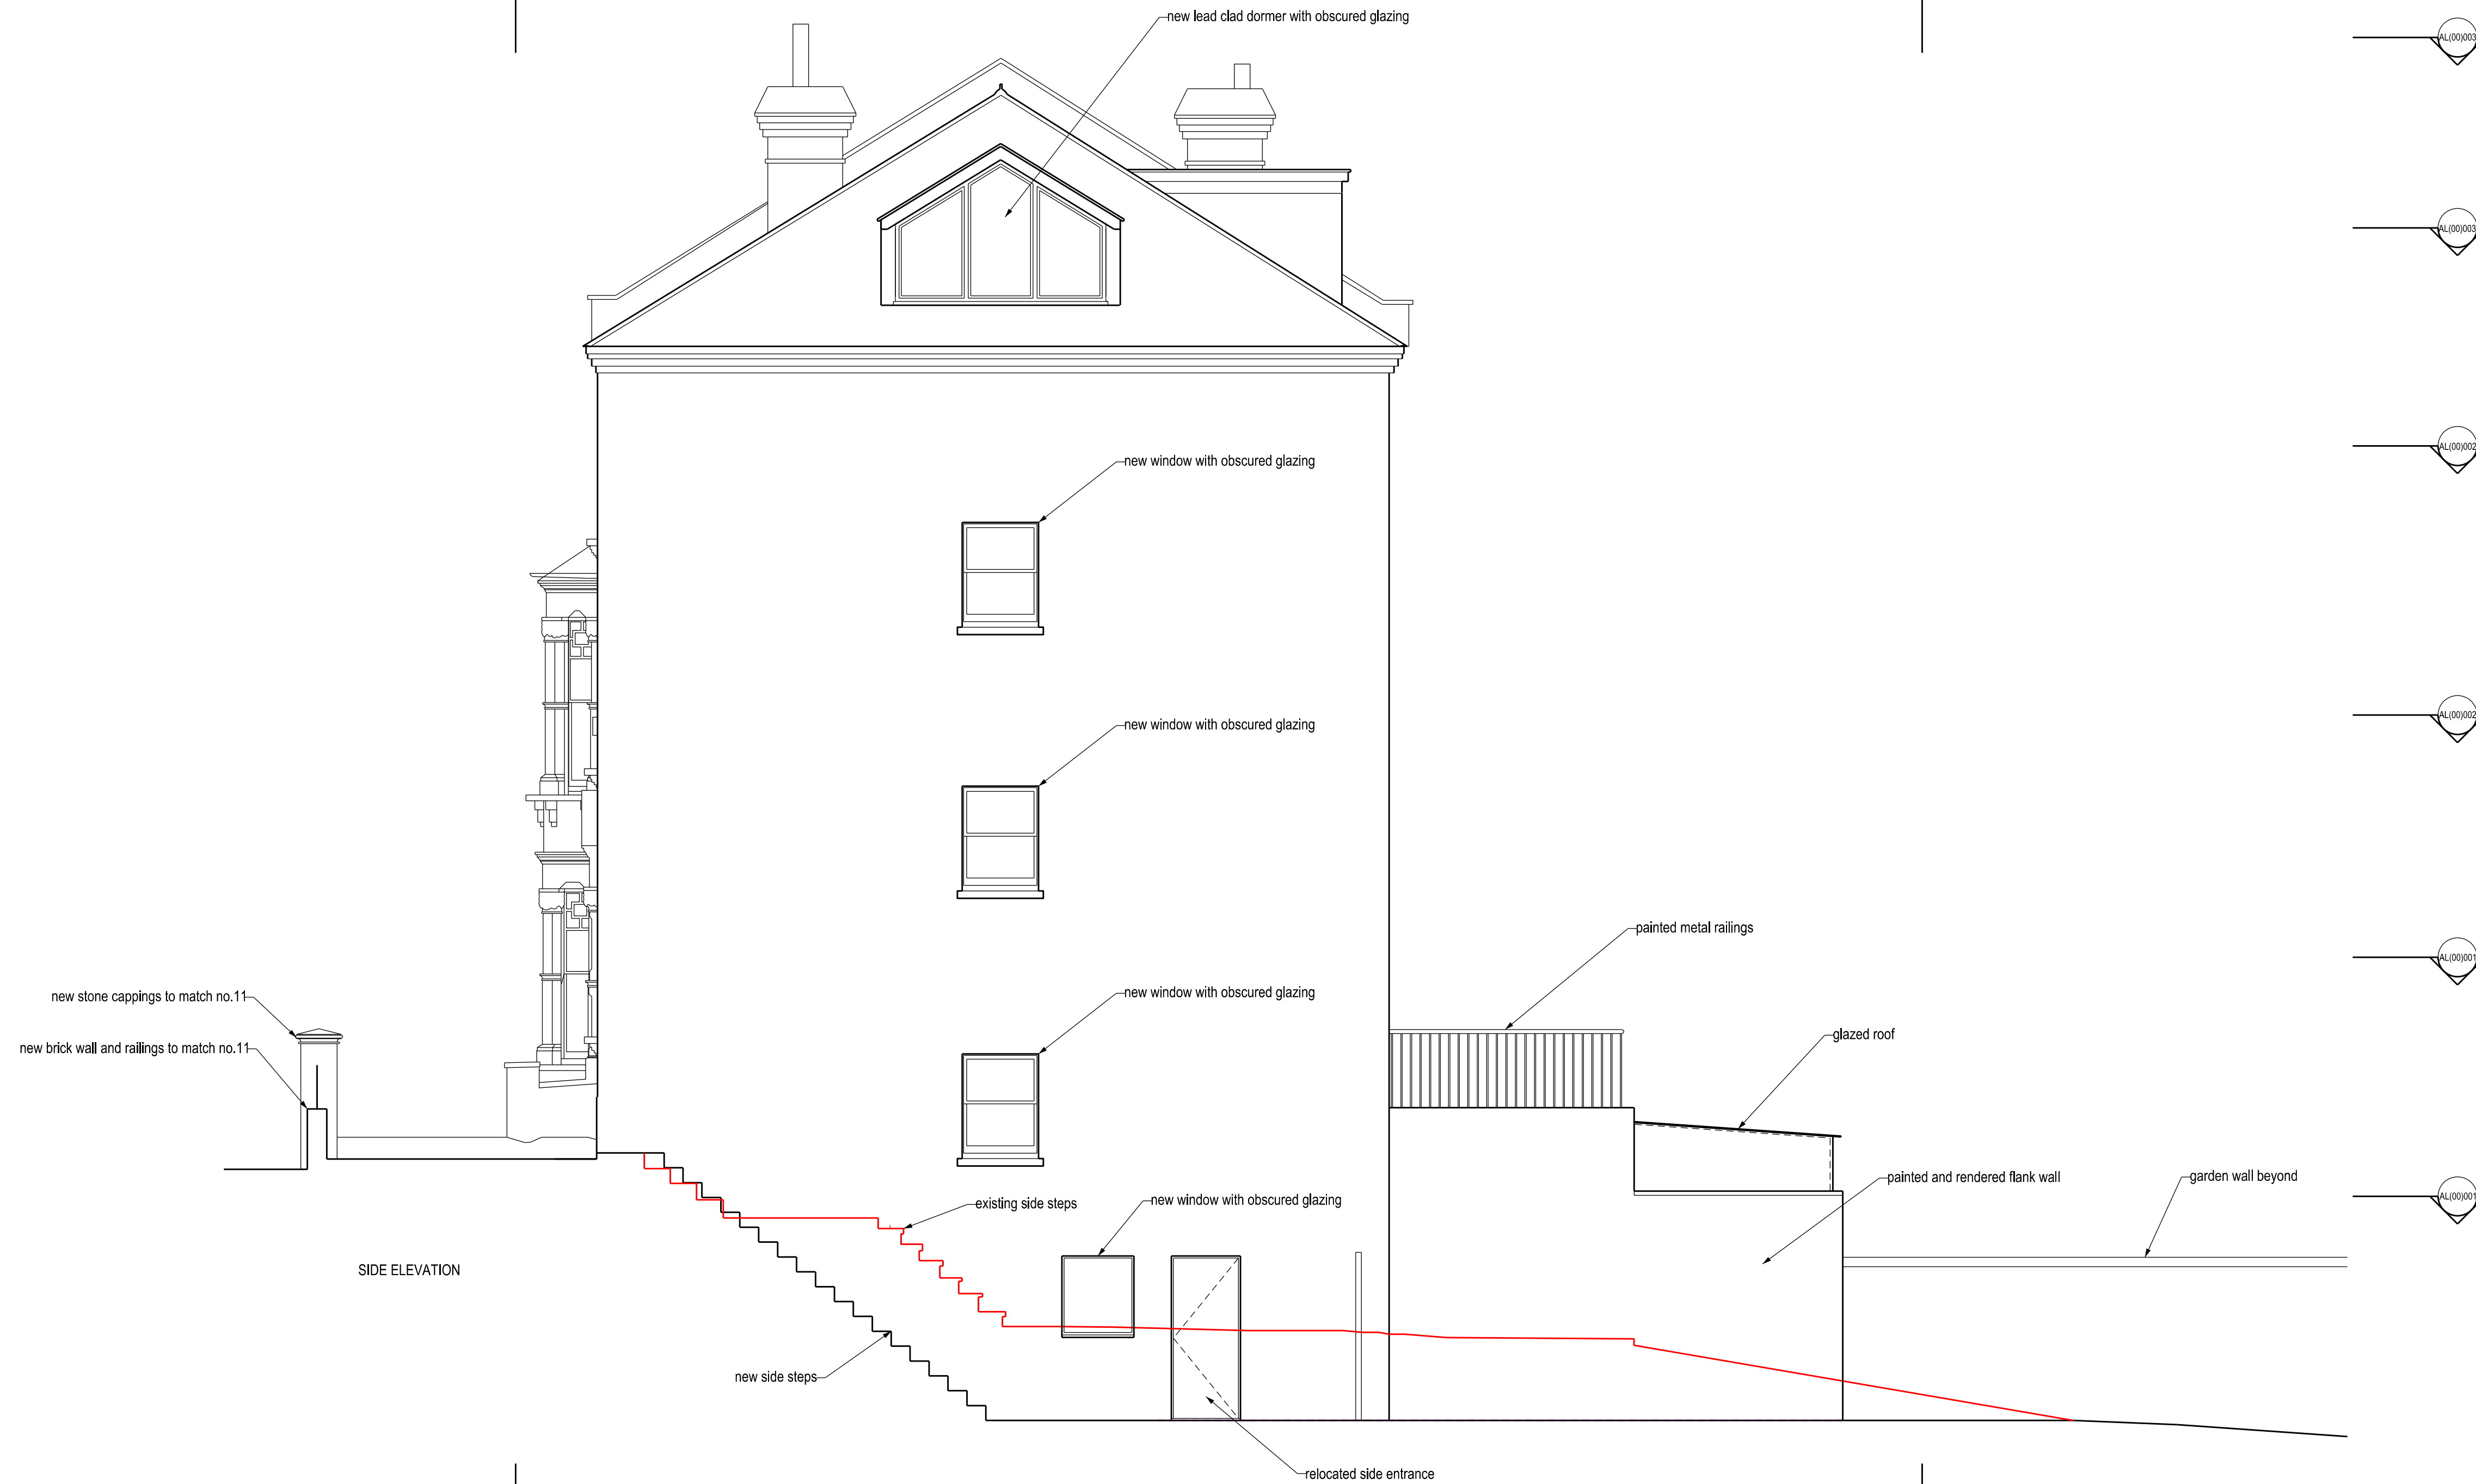 new lead clad dormer with obscured glazing
AL(00)003
AL(00)003
new window with obscured glazing
AL(00)002
new window with obscured glazing
AL(00)002
painted metal railings
AL(00)001
new stone cappings to match no.11
new window with obscured glazing
glazed roof
new brick wall and railings to match no.11
existing side steps
new window with obscured glazing
painted and rendered flank wall
garden wall beyond
AL(00)001
SIDE ELEVATION
new side steps
relocated side entrance